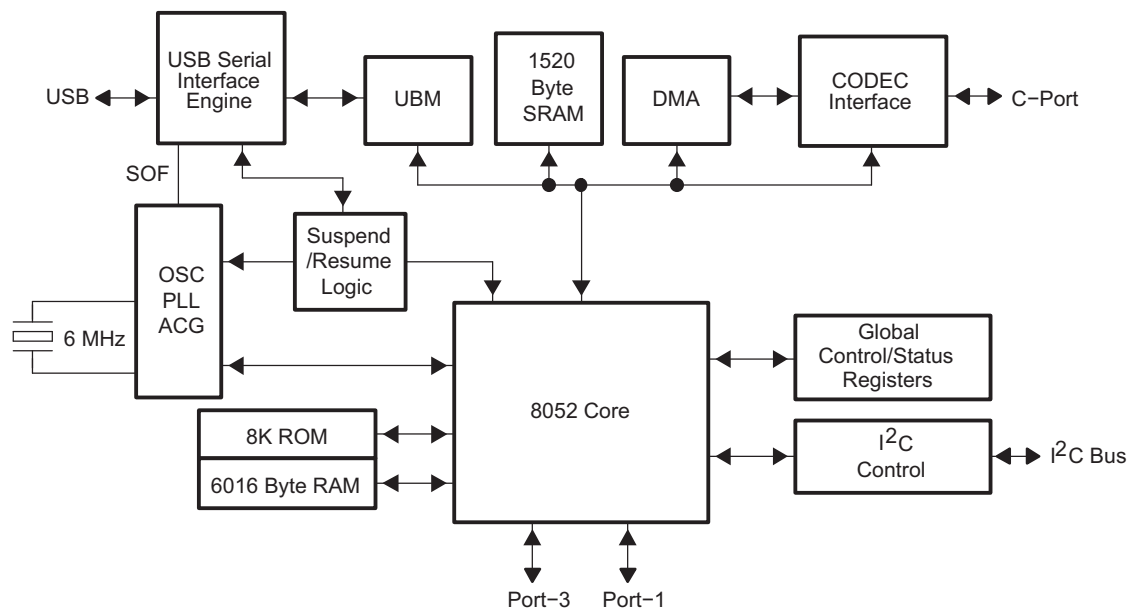 USB Serial
Interface
Engine
USB
UBM
1520
Byte
SRAM
DMA
CODEC
Interface
C−Port
SOF
Suspend
/Resume
Logic
OSC
PLL
ACG
6 MHz
8052 Core
Global
Control/Status
Registers
8K ROM
6016 Byte RAM
I2C
Control
I2C Bus
Port−3
Port−1